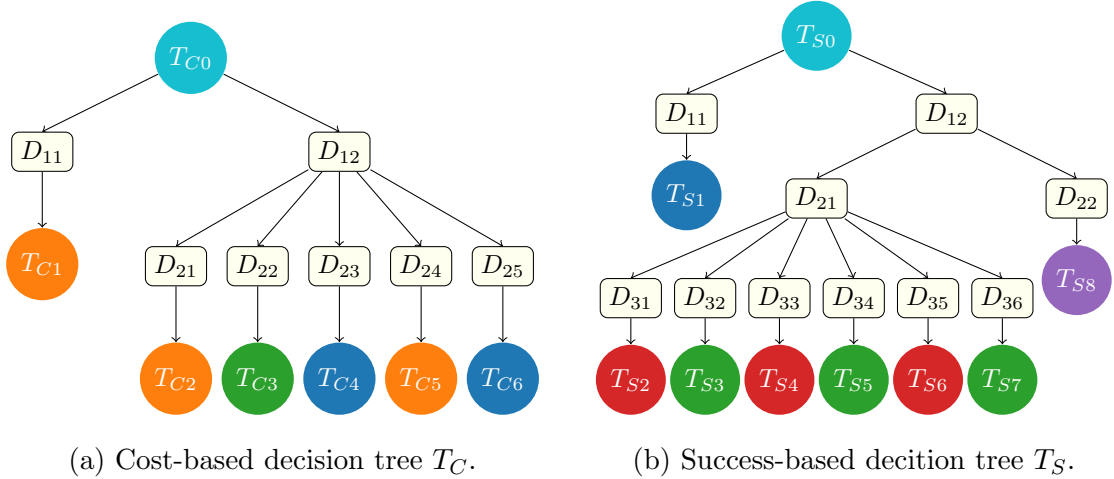 T_{C0}
D_{11} D_{12}
T_{C1}
D_{21} D_{22} D_{23} D_{24} D_{25}
T_{C2} T_{C3} T_{C4} T_{C5} T_{C6}
(a) Cost-based decision tree T_C.
T_{S0}
D_{11} D_{12}
T_{S1}
D_{21} D_{22}
D_{31} D_{32} D_{33} D_{34} D_{35} D_{36}
T_{S8}
T_{S2} T_{S3} T_{S4} T_{S5} T_{S6} T_{S7}
(b) Success-based decition tree T_S.